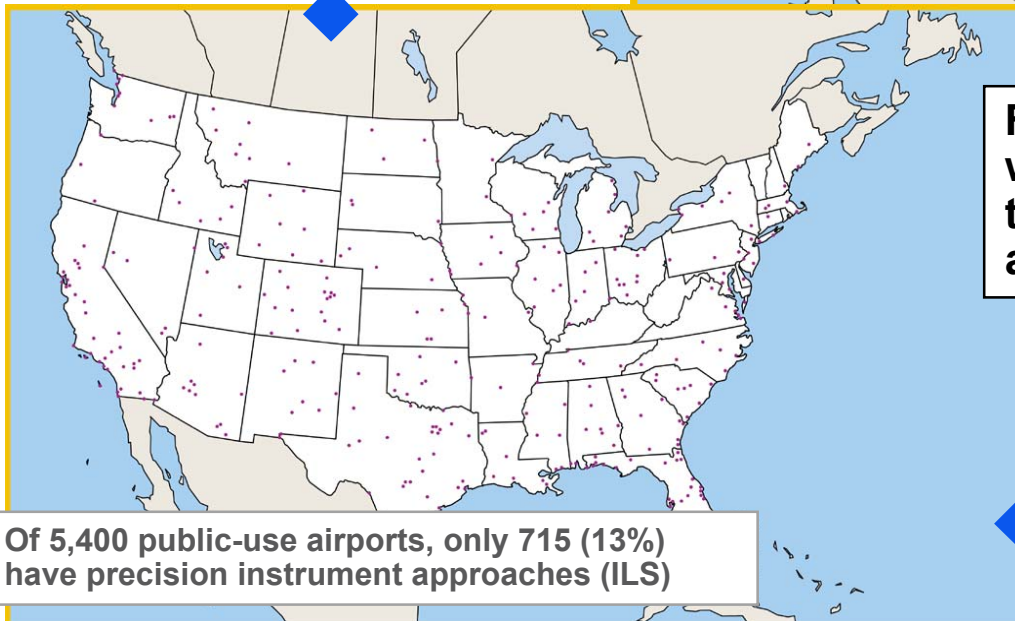 Of 5,400 public-use airports, only 715 (13%)
have precision instrument approaches (ILS)